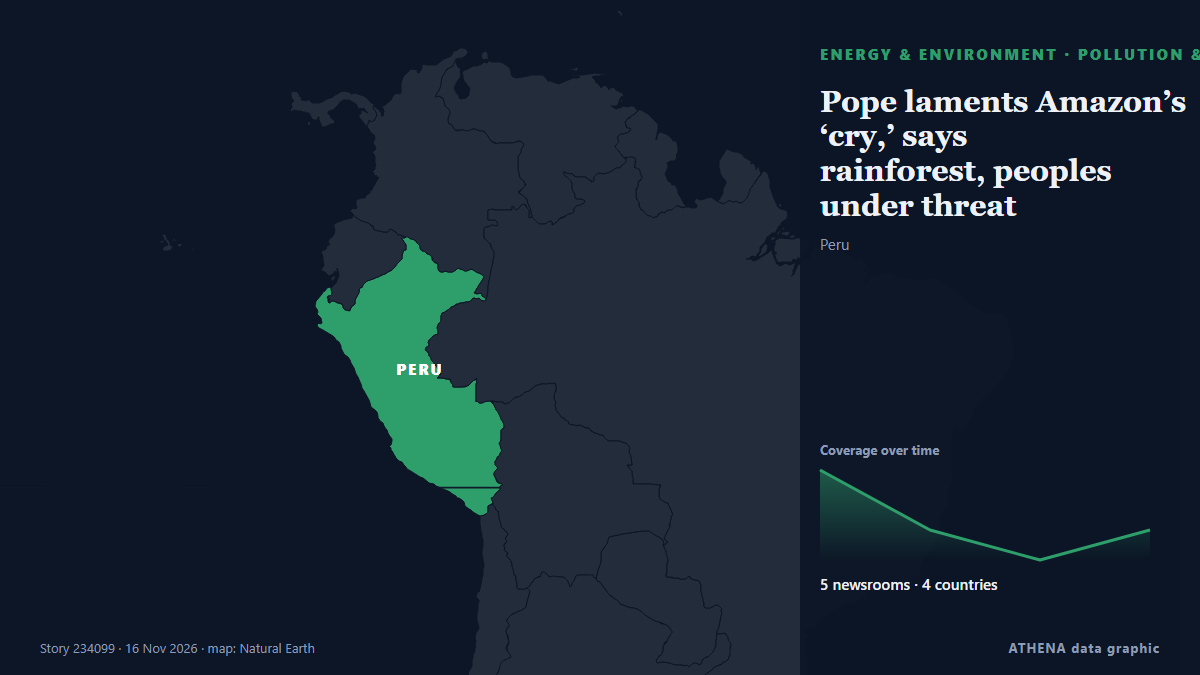 ENERGY & ENVIRONMENT · POLLUTION &
Pope laments Amazon’s
‘cry,’ says
rainforest, peoples
under threat
Peru
PERU
Coverage over time
5 newsrooms · 4 countries
Story 234099 · 16 Nov 2026 · map: Natural Earth
ATHENA data graphic